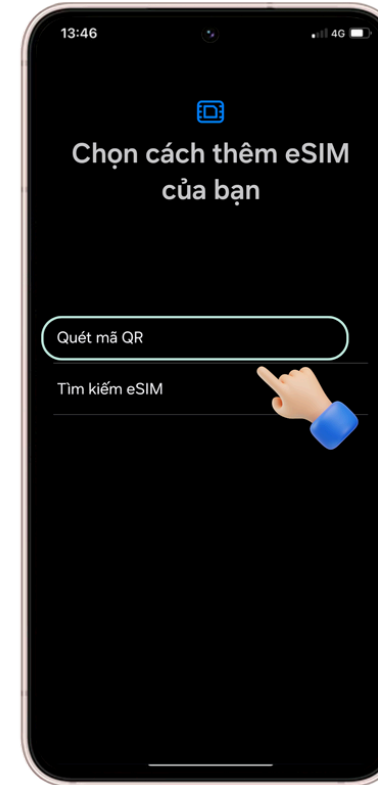 13:46
4G
Chọn cách thêm eSIM
của bạn
Quét mã QR
Tìm kiếm eSIM